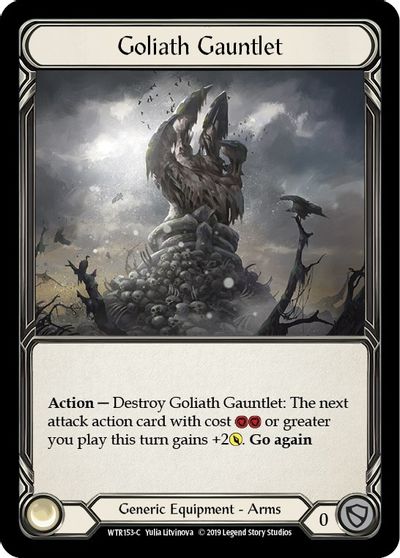 Goliath Gauntlet
Action — Destroy Goliath Gauntlet: The next
attack action card with cost or greater
you play this turn gains +2. Go again
Generic Equipment - Arms
0
WTR153-C Yulia Litvinova © 2019 Legend Story Studios